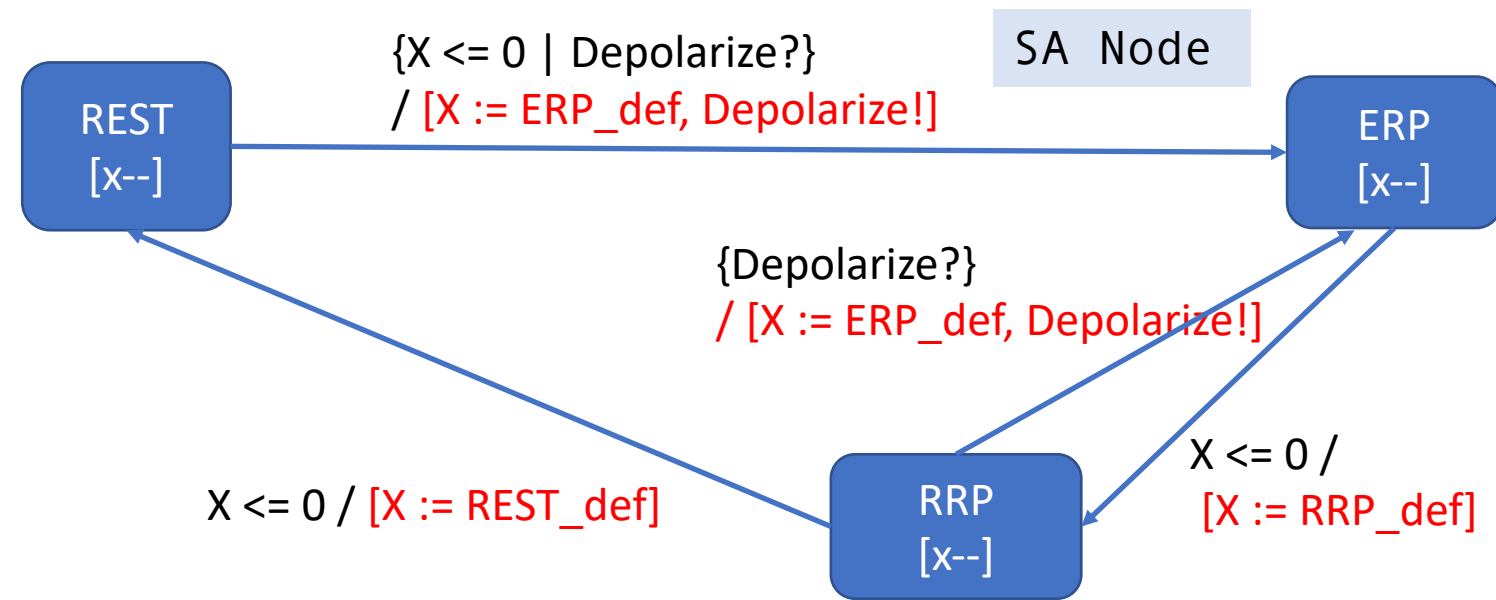 {X <= 0 | Depolarize?}
/ [X := ERP_def, Depolarize!]
SA Node
REST
[x--]
ERP
[x--]
{Depolarize?}
/ [X := ERP_def, Depolarize!]
X <= 0 /
[X := RRP_def]
X <= 0 / [X := REST_def]
RRP
[x--]